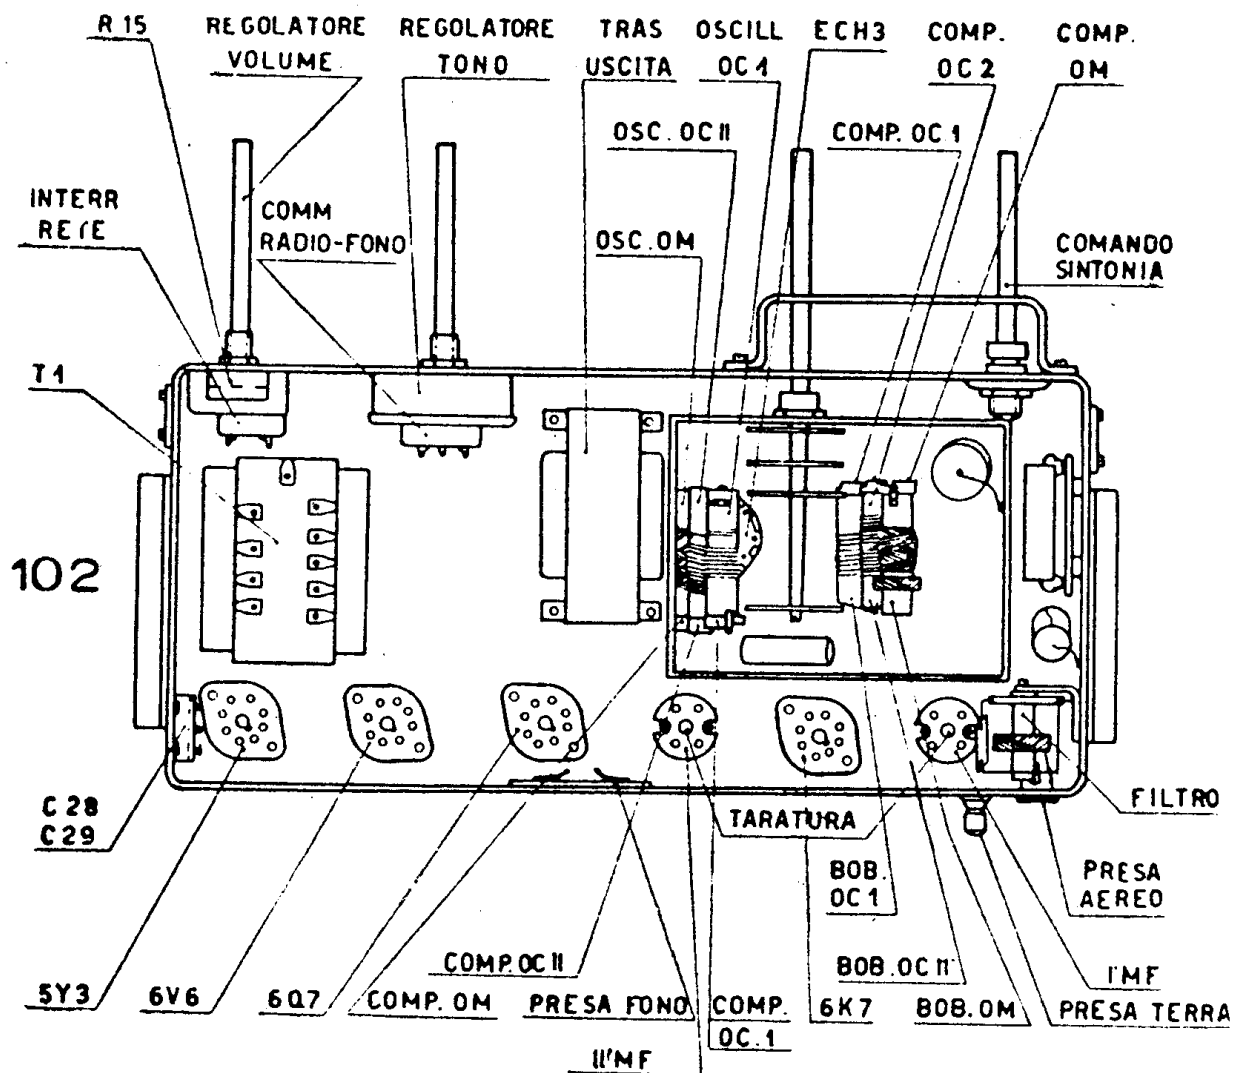 R 15
REGOLATORE
VOLUME
REGOLATORE
TONO
TRAS
USCITA
OSCILL
OC 1
ECH3
COMP.
OC 2
COMP.
OM
OSC. OC II
COMP. OC 1
INTERR
RETE
COMM
RADIO-FONO
OSC. OM
COMANDO
SINTONIA
T1
102
C 28
C 29
TARATURA
FILTRO
BOB.
OC 1
PRESA
AEREO
COMP. OC II
BOB. OC II
I'MF
5Y3
6V6
6Q7
COMP. OM
PRESA FONO
COMP.
OC. 1
6K7
BOB. OM
PRESA TERRA
II'MF